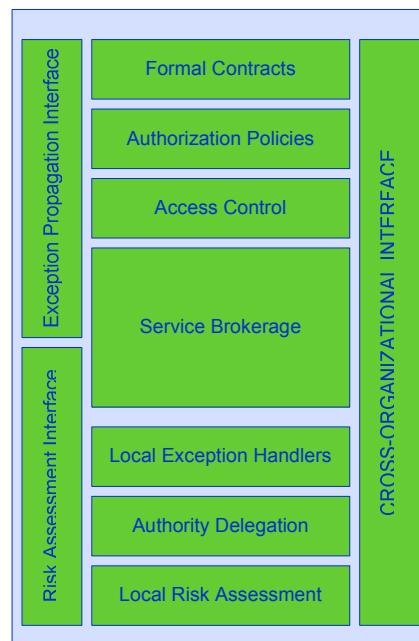 Exception Propagation Interface
Risk Assessment Interface
Formal Contracts
Authorization Policies
Access Control
Service Brokerage
Local Exception Handlers
Authority Delegation
Local Risk Assessment
CROSS-ORGANIZATIONAL INTERFACE